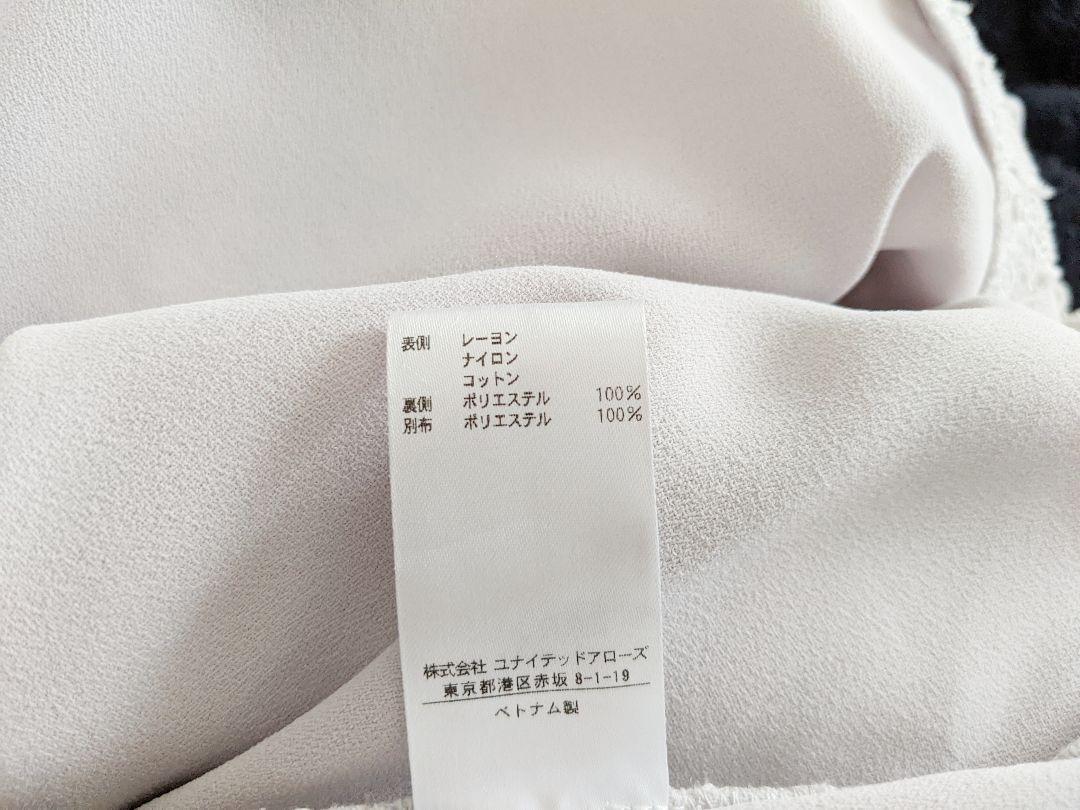 表側 レーヨン
ナイロン
コットン
裏側 ポリエステル 100%
別布 ポリエステル 100%
株式会社 ユナイテッドアローズ
東京都港区赤坂 8-1-19
ベトナム製